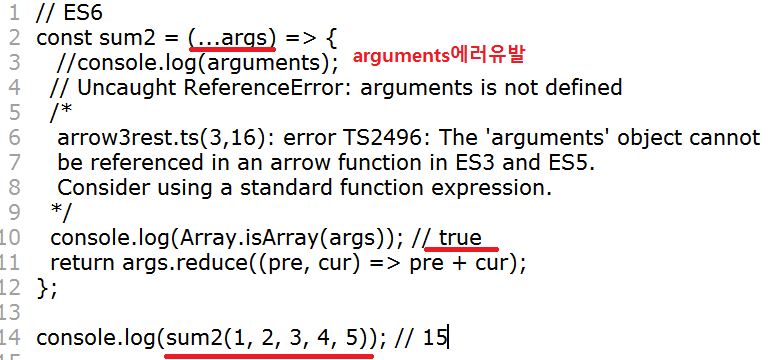 1 // ES6
2 const sum2 = (...args) => {
3 //console.log(arguments); arguments에러유발
4 // Uncaught ReferenceError: arguments is not defined
5 /*
6 arrow3rest.ts(3,16): error TS2496: The 'arguments' object cannot
7 be referenced in an arrow function in ES3 and ES5.
8 Consider using a standard function expression.
9 */
10 console.log(Array.isArray(args)); // true
11 return args.reduce((pre, cur) => pre + cur);
12 };
13
14 console.log(sum2(1, 2, 3, 4, 5)); // 15